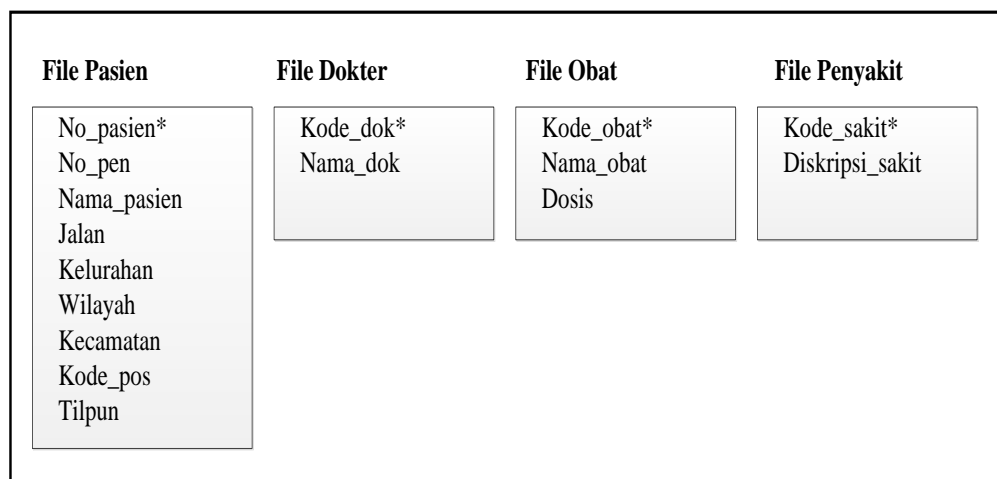 File Pasien
No_pasien*
No_pen
Nama_pasien
Jalan
Kelurahan
Wilayah
Kecamatan
Kode_pos
Tilpun
File Dokter
Kode_dok*
Nama_dok
File Obat
Kode_obat*
Nama_obat
Dosis
File Penyakit
Kode_sakit*
Diskripsi_sakit